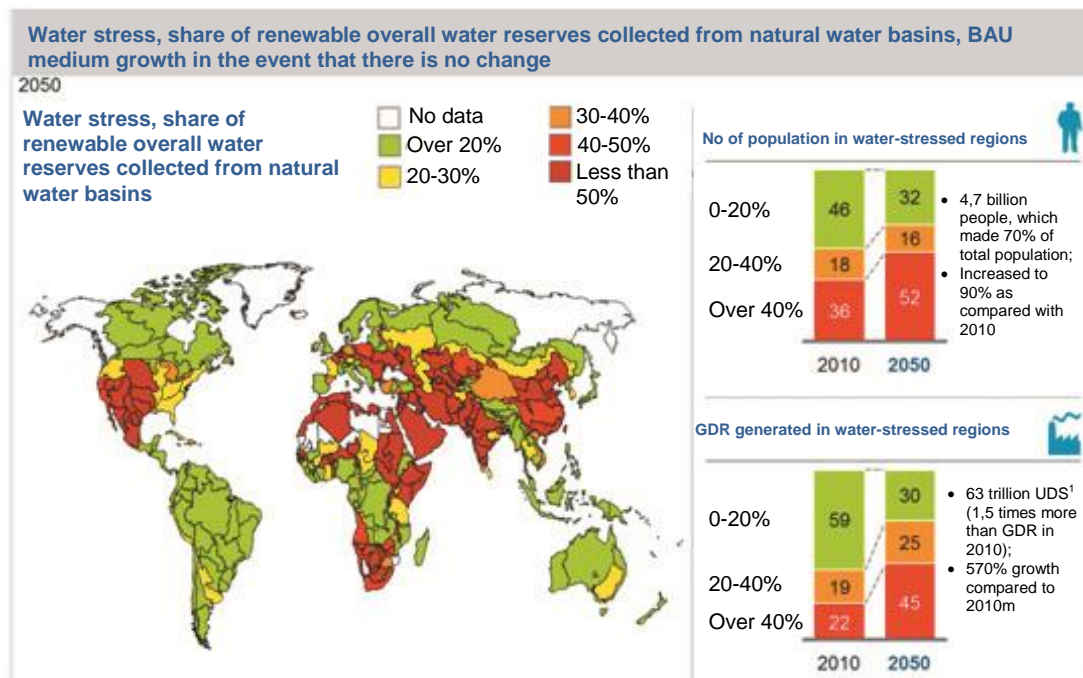 Water stress, share of renewable overall water reserves collected from natural water basins, BAU
medium growth in the event that there is no change
2050
Water stress, share of
renewable overall water
reserves collected from natural
water basins
No data
Over 20%
20-30%
30-40%
40-50%
Less than
50%
No of population in water-stressed regions
0-20%
20-40%
Over 40%
46
18
36
32
16
52
2010
2050
• 4,7 billion
people, which
made 70% of
total population;
• Increased to
90% as
compared with
2010
GDR generated in water-stressed regions
0-20%
20-40%
Over 40%
59
19
22
30
25
45
2010
2050
• 63 trillion UDS¹
(1,5 times more
than GDR in
2010);
• 570% growth
compared to
2010m